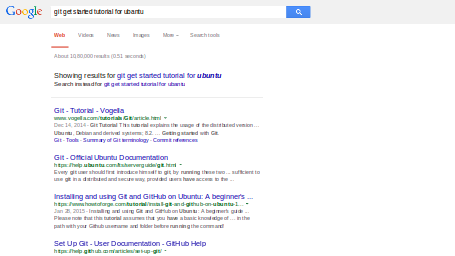 Google git get started tutorial for ubuntu
Web Videos News Images More Search tools
About 1,680,000 results (0.51 seconds)
Showing results for git get started tutorial for ubuntu
Search instead for git get started tutorial for ubuntu
Git - Tutorial - Vogella
www.vogella.com/tutorials/Git/article.html
Dec 14, 2014 - Git Tutorial This tutorial explains the usage of the distributed version ...
Ubuntu, Debian and derived systems; 8.2. ... Getting started with Git.
Git - Tools - Summary of Git terminology - Commit references
Git - Official Ubuntu Documentation
https://help.ubuntu.com/lts/serverguide/git.html
Every git user should first introduce himself to git, by running these two ... sufficient to
use git in a distributed and secure way, provided users have access to the ...
Installing and using Git and GitHub on Ubuntu: A beginner's ...
https://www.howtoforge.com/tutorial/install-git-and-github-on-ubuntu-1...
Jan 28, 2015 - Installing and using Git and GitHub on Ubuntu: A beginner's guide ...
Please note that this tutorial assumes that you have a basic knowledge of ... in the
path with your Github username and folder before running the command!
Set Up Git - User Documentation - GitHub Help
https://help.github.com/articles/set-up-git/